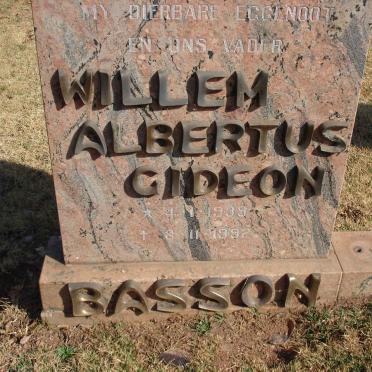 MY DIERBARE EGGENOOT
EN ONS VADER
WILLEM
ALBERTUS
GIDEON
BASSON